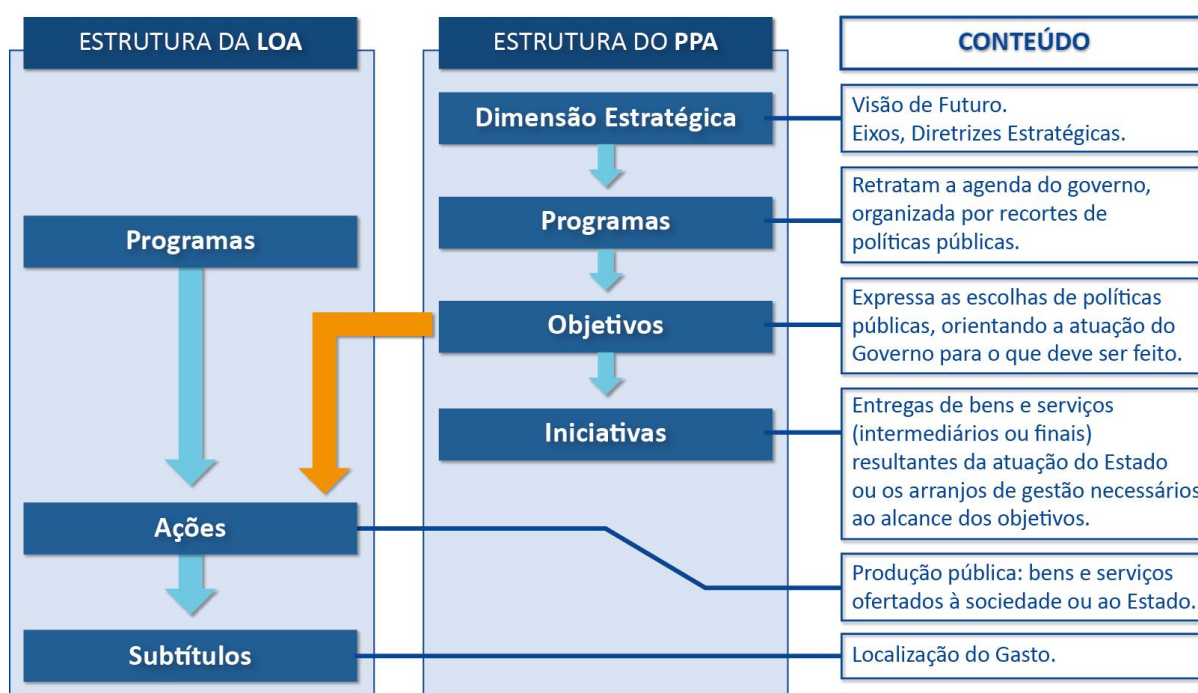 ESTRUTURA DA LOA
Programas
Ações
Subtítulos
ESTRUTURA DO PPA
Dimensão Estratégica
Programas
Objetivos
Iniciativas
CONTEÚDO
Visão de Futuro.
Eixos, Diretrizes Estratégicas.
Retratam a agenda do governo,
organizada por recortes de
políticas públicas.
Expressa as escolhas de políticas
públicas, orientando a atuação do
Governo para o que deve ser feito.
Entregas de bens e serviços
(intermediários ou finais)
resultantes da atuação do Estado
ou os arranjos de gestão necessários
ao alcance dos objetivos.
Produção pública: bens e serviços
ofertados à sociedade ou ao Estado.
Localização do Gasto.